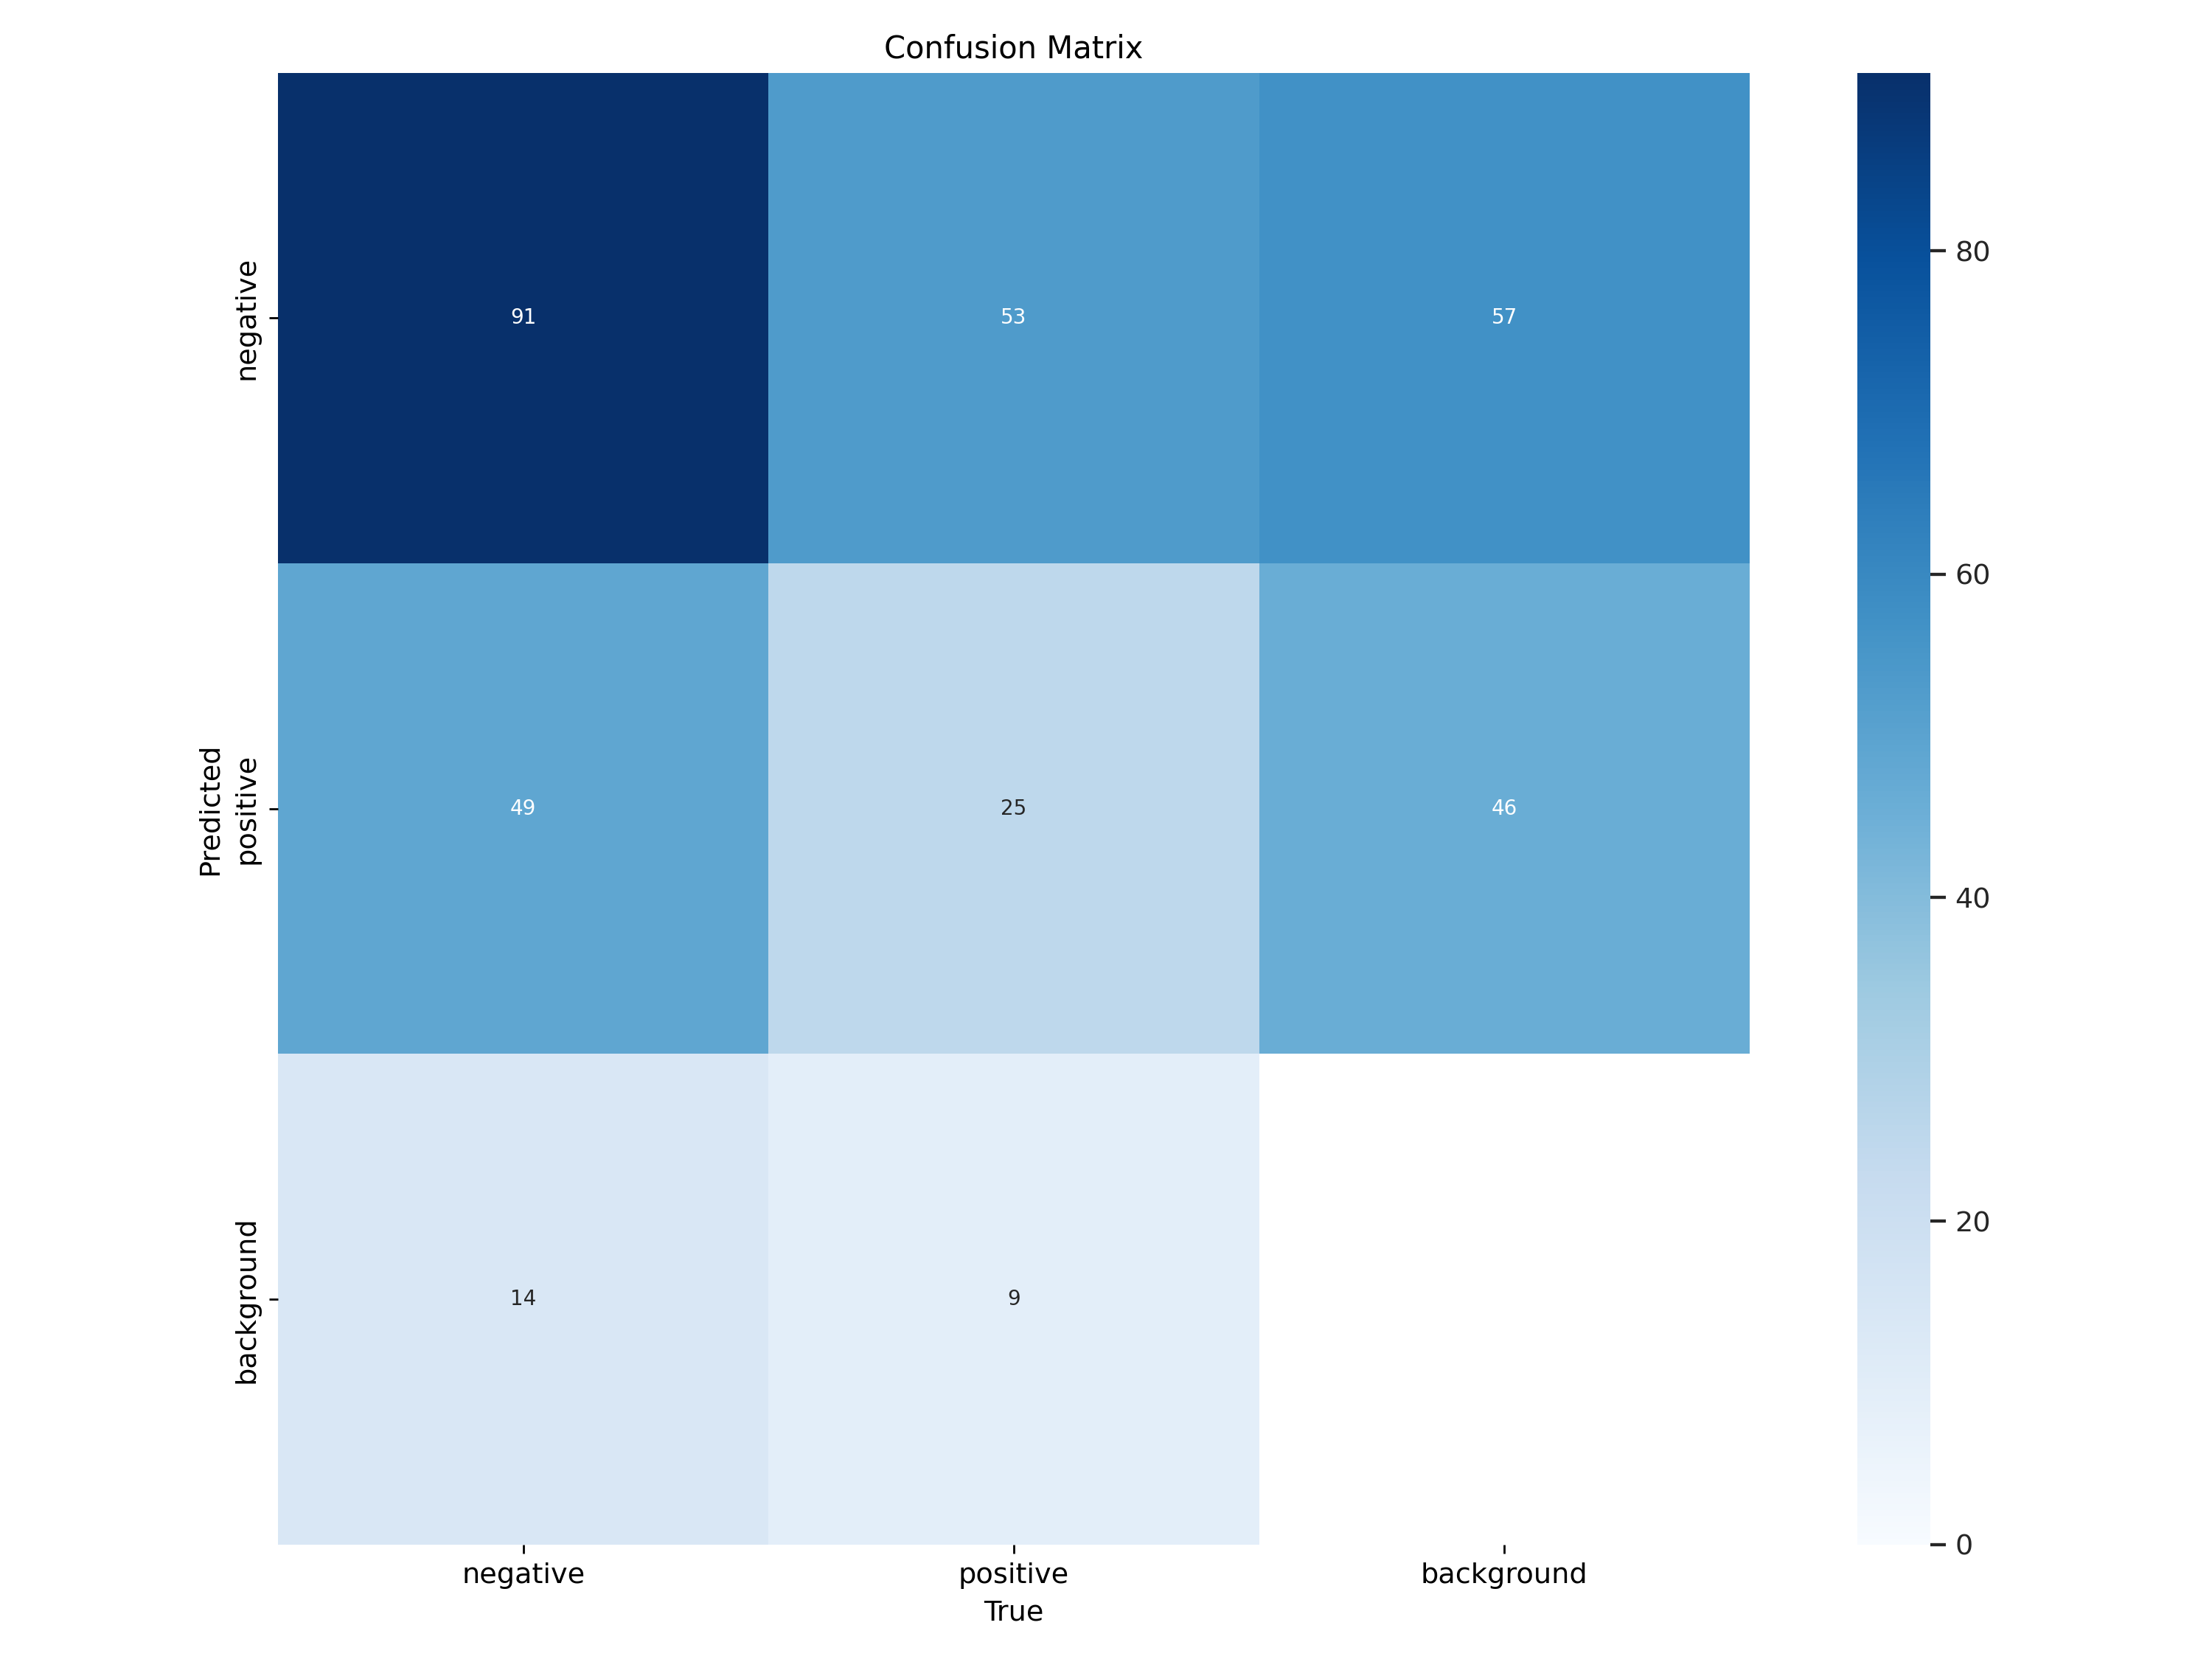 Confusion Matrix
negative
91
53
57
80
60
Predicted
positive
49
25
46
40
background
14
9
20
0
negative
positive
background
True